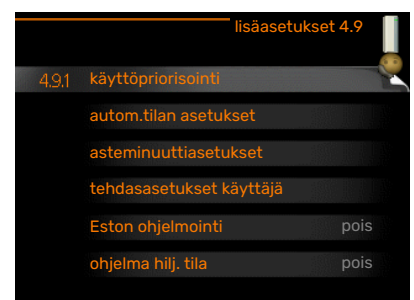 lisäasetukset 4.9
4.9.1 käyttöpriorisointi
autom.tilan asetukset
asteminuuttiasetukset
tehdasasetukset käyttäjä
Eston ohjelmointi pois
ohjelma hilj. tila pois